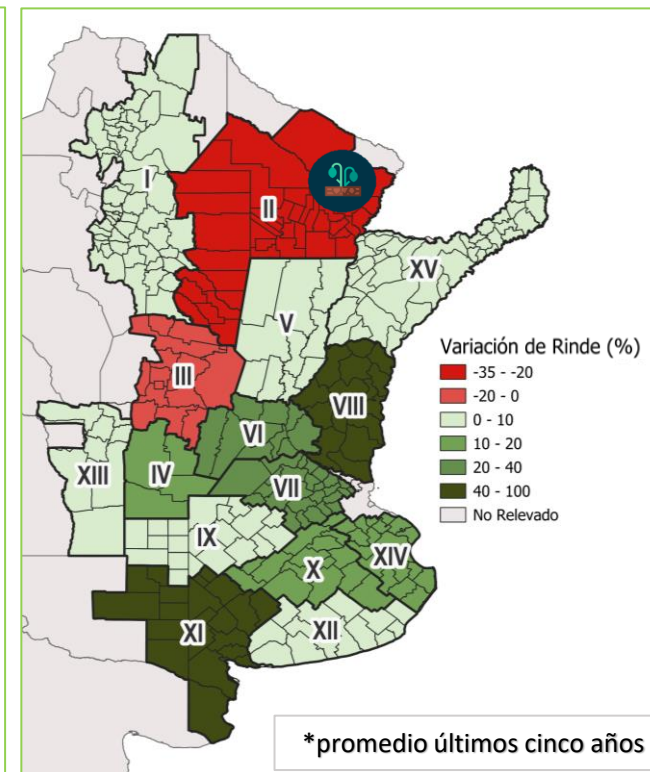 I
II
XV
V
III
VIII
VI
XIII
IV
VII
IX
XIV
X
XI
XII
Variación de Rinde (%)
-35 - -20
-20 - 0
0 - 10
10 - 20
20 - 40
40 - 100
No Relevado
*promedio últimos cinco años